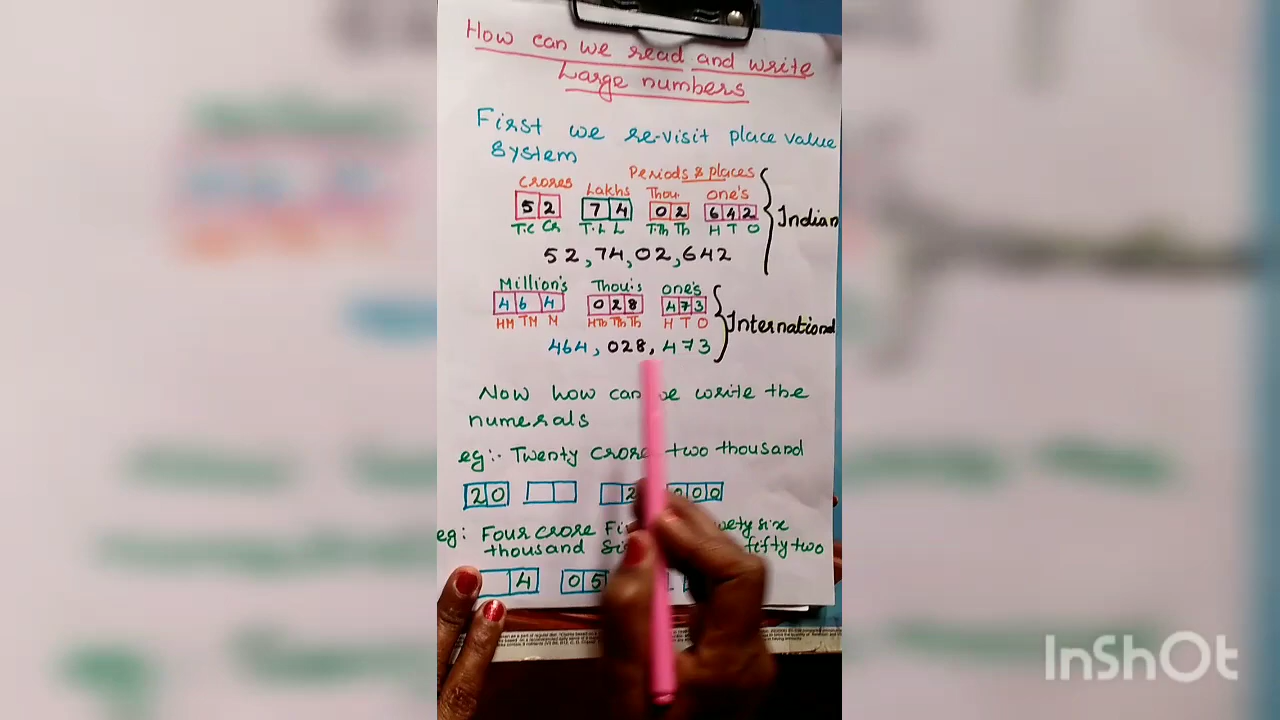 How can we read and write
Large numbers
First we re-visit place value
System
Periods & places
Crores Lakhs Thou. One's
5 2 7 4 0 2 6 4 2
T.C Cr T.L L T.Th Th H T O
Indian
52,74,02,642
Million's Thou's One's
4 6 4 0 2 8 4 7 3
HM TM M HTh TTh Th H T O
International
464, 028, 473
Now how can we write the
numerals
eg:- Twenty crore two thousand
20 2 000
eg: Four crore six
thousand fifty two
4 05
InShOt